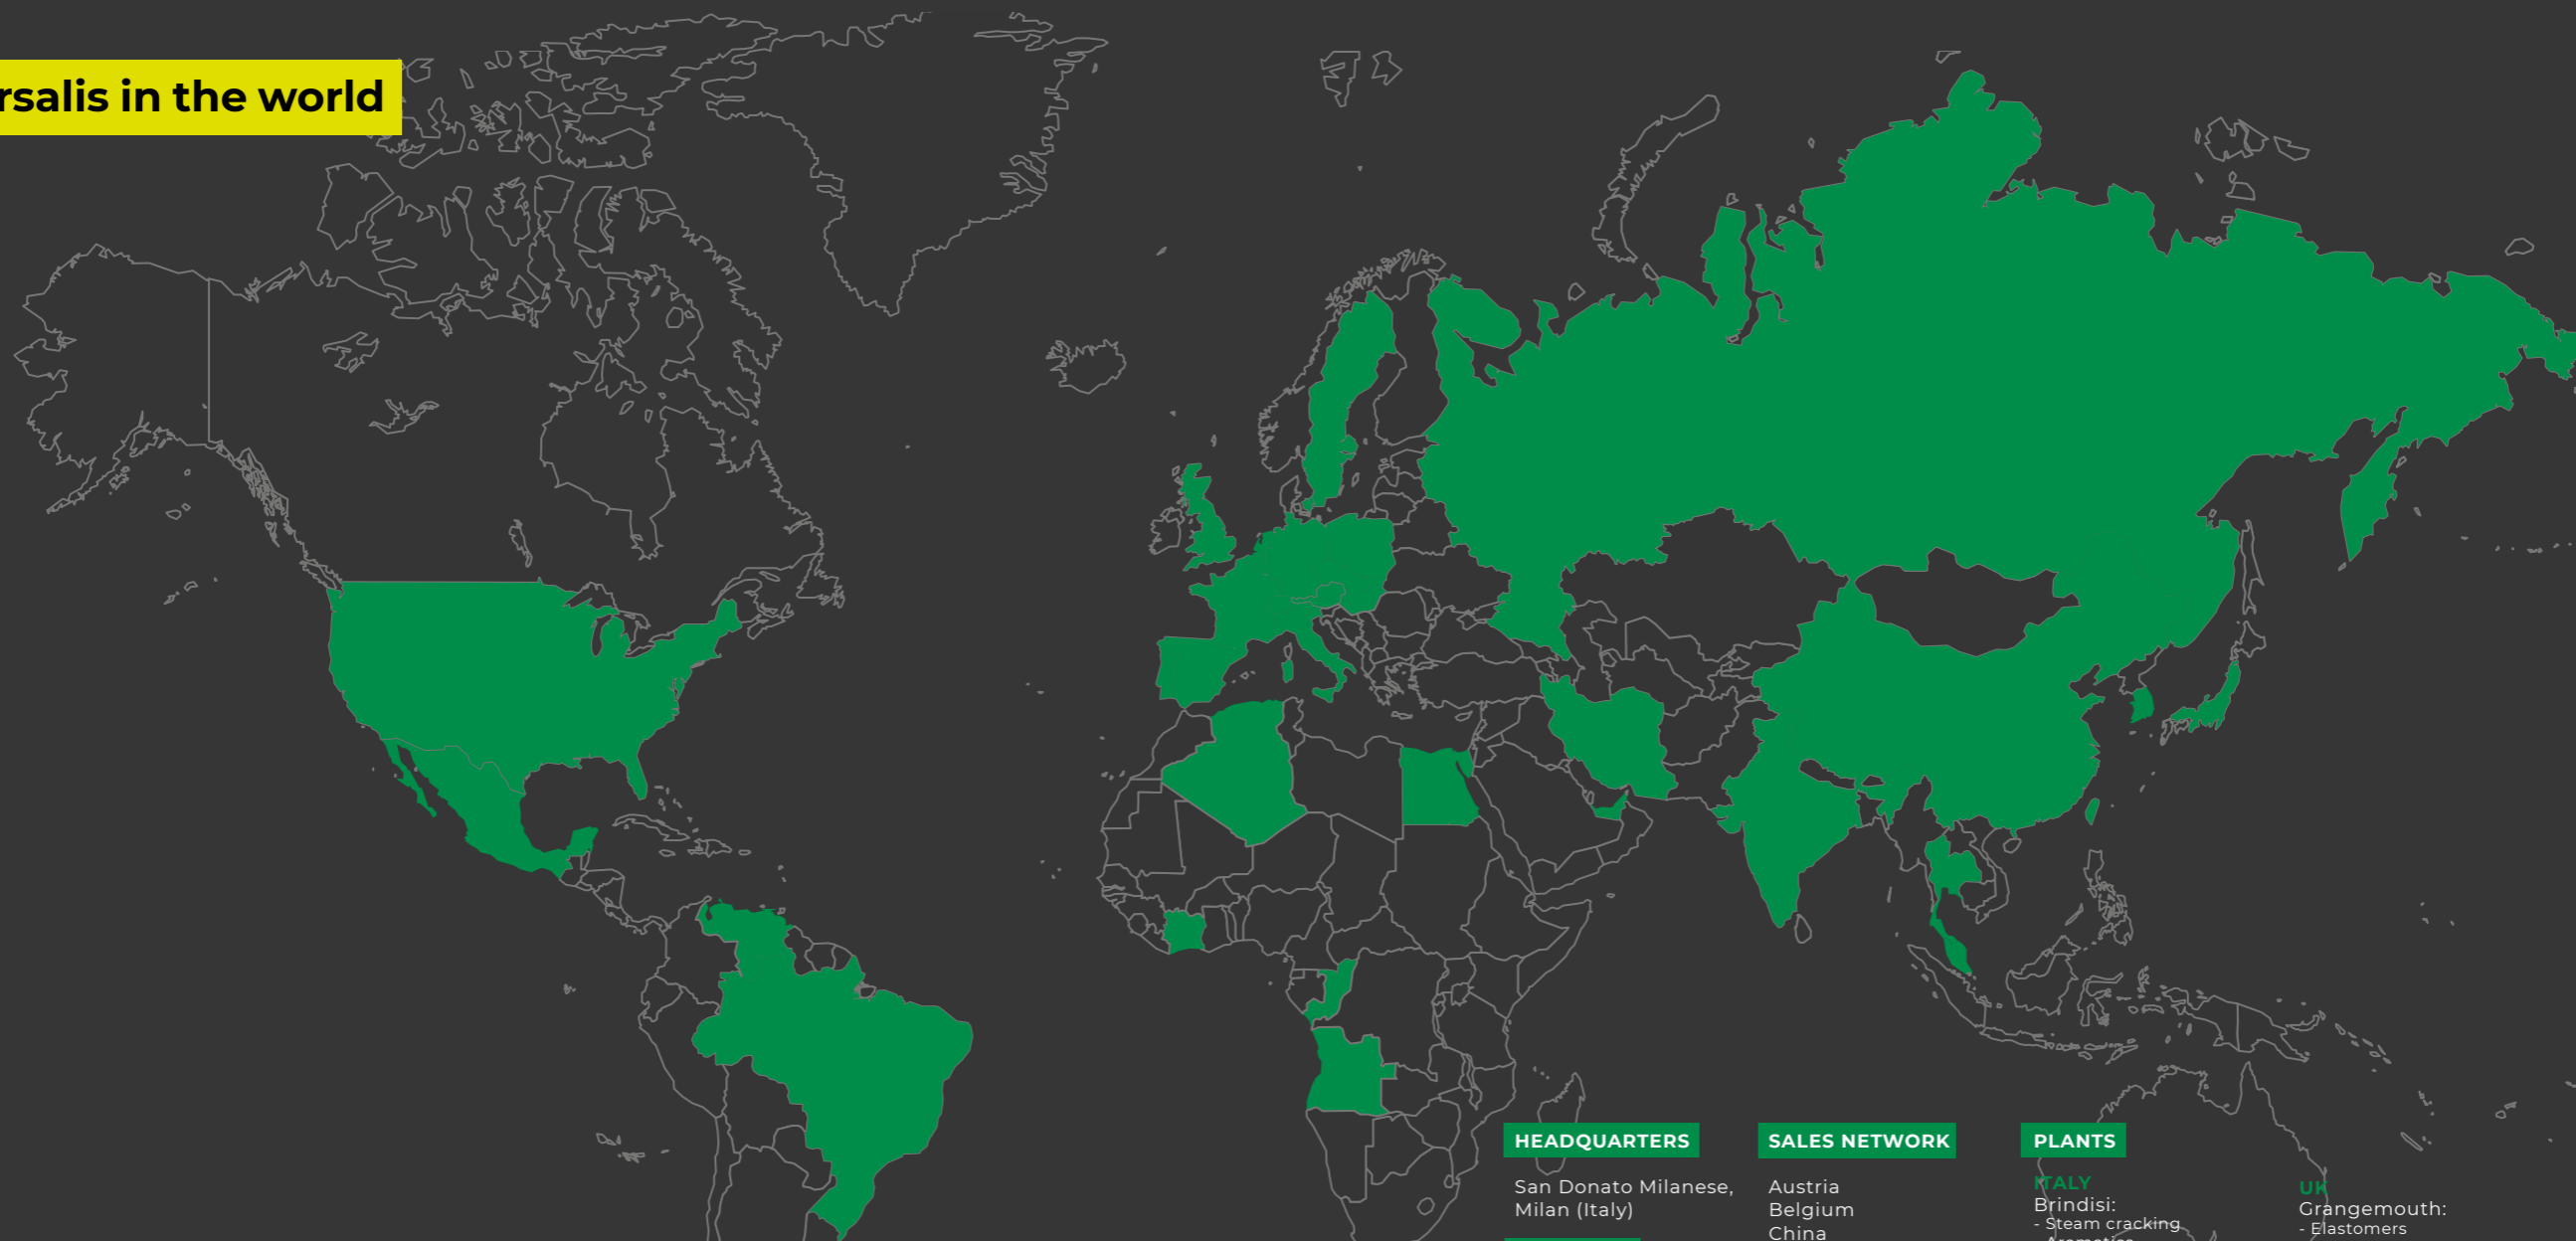 rsalis in the world
HEADQUARTERS
San Donato Milanese,
Milan (Italy)
SALES NETWORK
Austria
Belgium
China
PLANTS
ITALY
Brindisi:
- Steam cracking
UK
Grangemouth:
- Elastomers